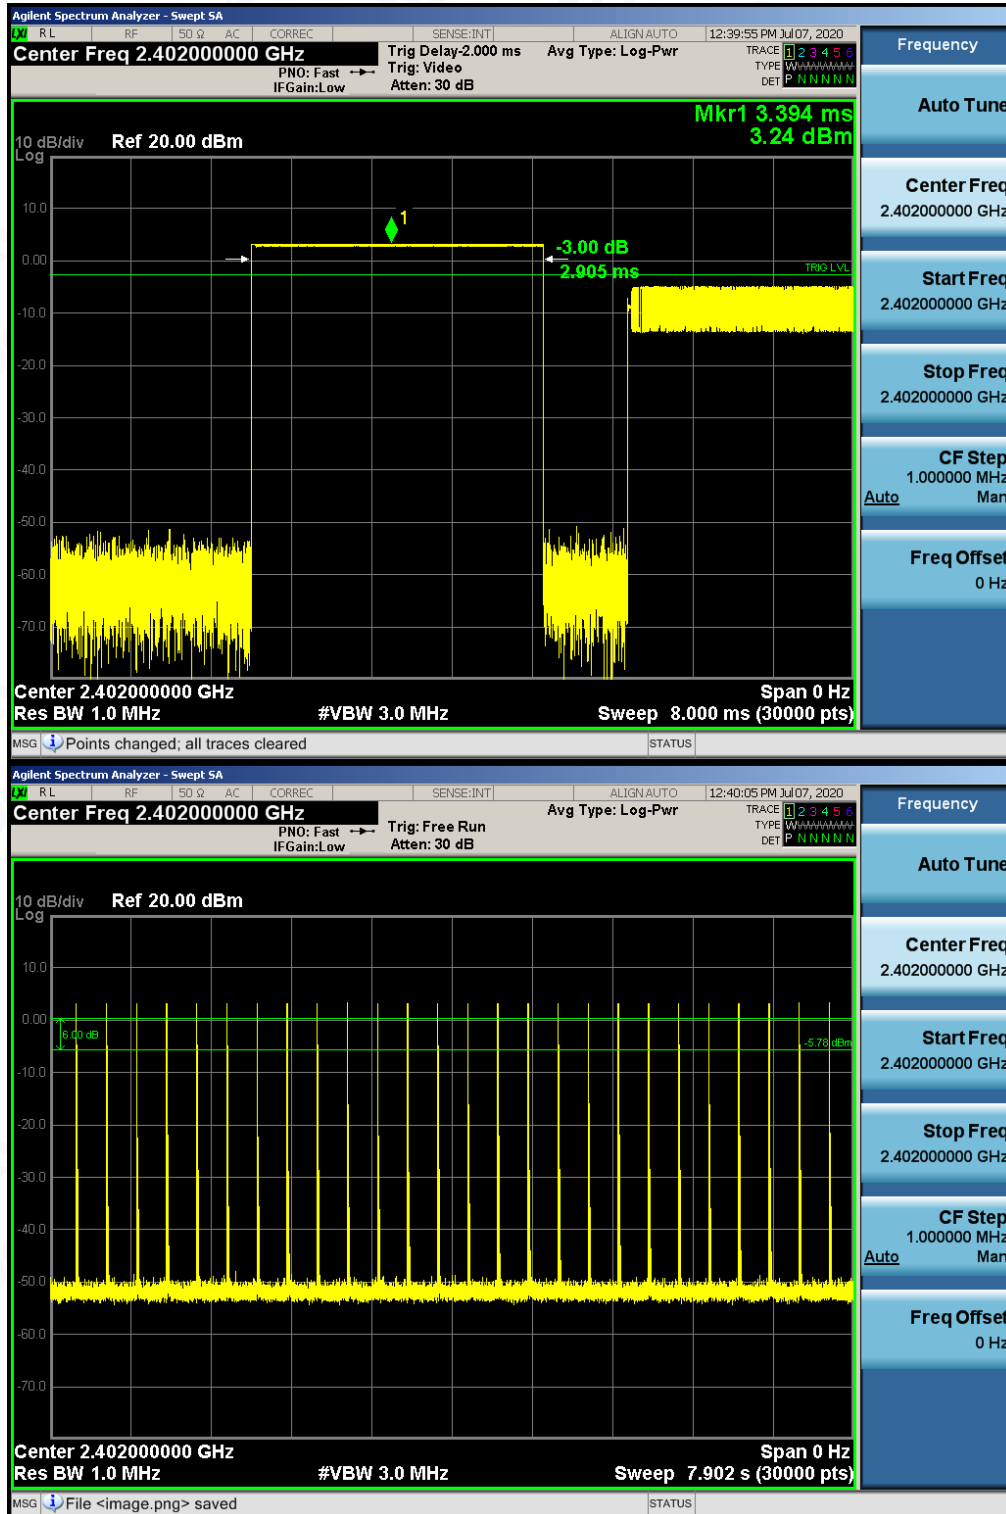 Agilent Spectrum Analyzer - Swept SA
LXI RL RF 50 Ω AC CORREC SENSE:INT ALIGN AUTO 12:39:55 PM Jul 07, 2020
Center Freq 2.402000000 GHz Trig Delay-2.000 ms Avg Type: Log-Pwr TRACE 1 2 3 4 5 6
PNO: Fast Trig: Video TYPE WWWWWW
IFGain:Low Atten: 30 dB DET P N N N N N
Mkr1 3.394 ms
3.24 dBm
10 dB/div Ref 20.00 dBm
Log
10.0
1
-3.00 dB
0.00
2.905 ms
TRIG LVL
-10.0
-20.0
-30.0
-40.0
-50.0
-60.0
-70.0
Center 2.402000000 GHz Span 0 Hz
Res BW 1.0 MHz #VBW 3.0 MHz Sweep 8.000 ms (30000 pts)
MSG Points changed; all traces cleared STATUS
Frequency
Auto Tune
Center Freq
2.402000000 GHz
Start Freq
2.402000000 GHz
Stop Freq
2.402000000 GHz
CF Step
1.000000 MHz
Auto Man
Freq Offset
0 Hz
Agilent Spectrum Analyzer - Swept SA
LXI RL RF 50 Ω AC CORREC SENSE:INT ALIGN AUTO 12:40:05 PM Jul 07, 2020
Center Freq 2.402000000 GHz Avg Type: Log-Pwr TRACE 1 2 3 4 5 6
PNO: Fast Trig: Free Run TYPE WWWWWW
IFGain:Low Atten: 30 dB DET P N N N N N
10 dB/div Ref 20.00 dBm
Log
10.0
0.00
6.00 dB
-5.78 dBm
-10.0
-20.0
-30.0
-40.0
-50.0
-60.0
-70.0
Center 2.402000000 GHz Span 0 Hz
Res BW 1.0 MHz #VBW 3.0 MHz Sweep 7.902 s (30000 pts)
MSG File <image.png> saved STATUS
Frequency
Auto Tune
Center Freq
2.402000000 GHz
Start Freq
2.402000000 GHz
Stop Freq
2.402000000 GHz
CF Step
1.000000 MHz
Auto Man
Freq Offset
0 Hz